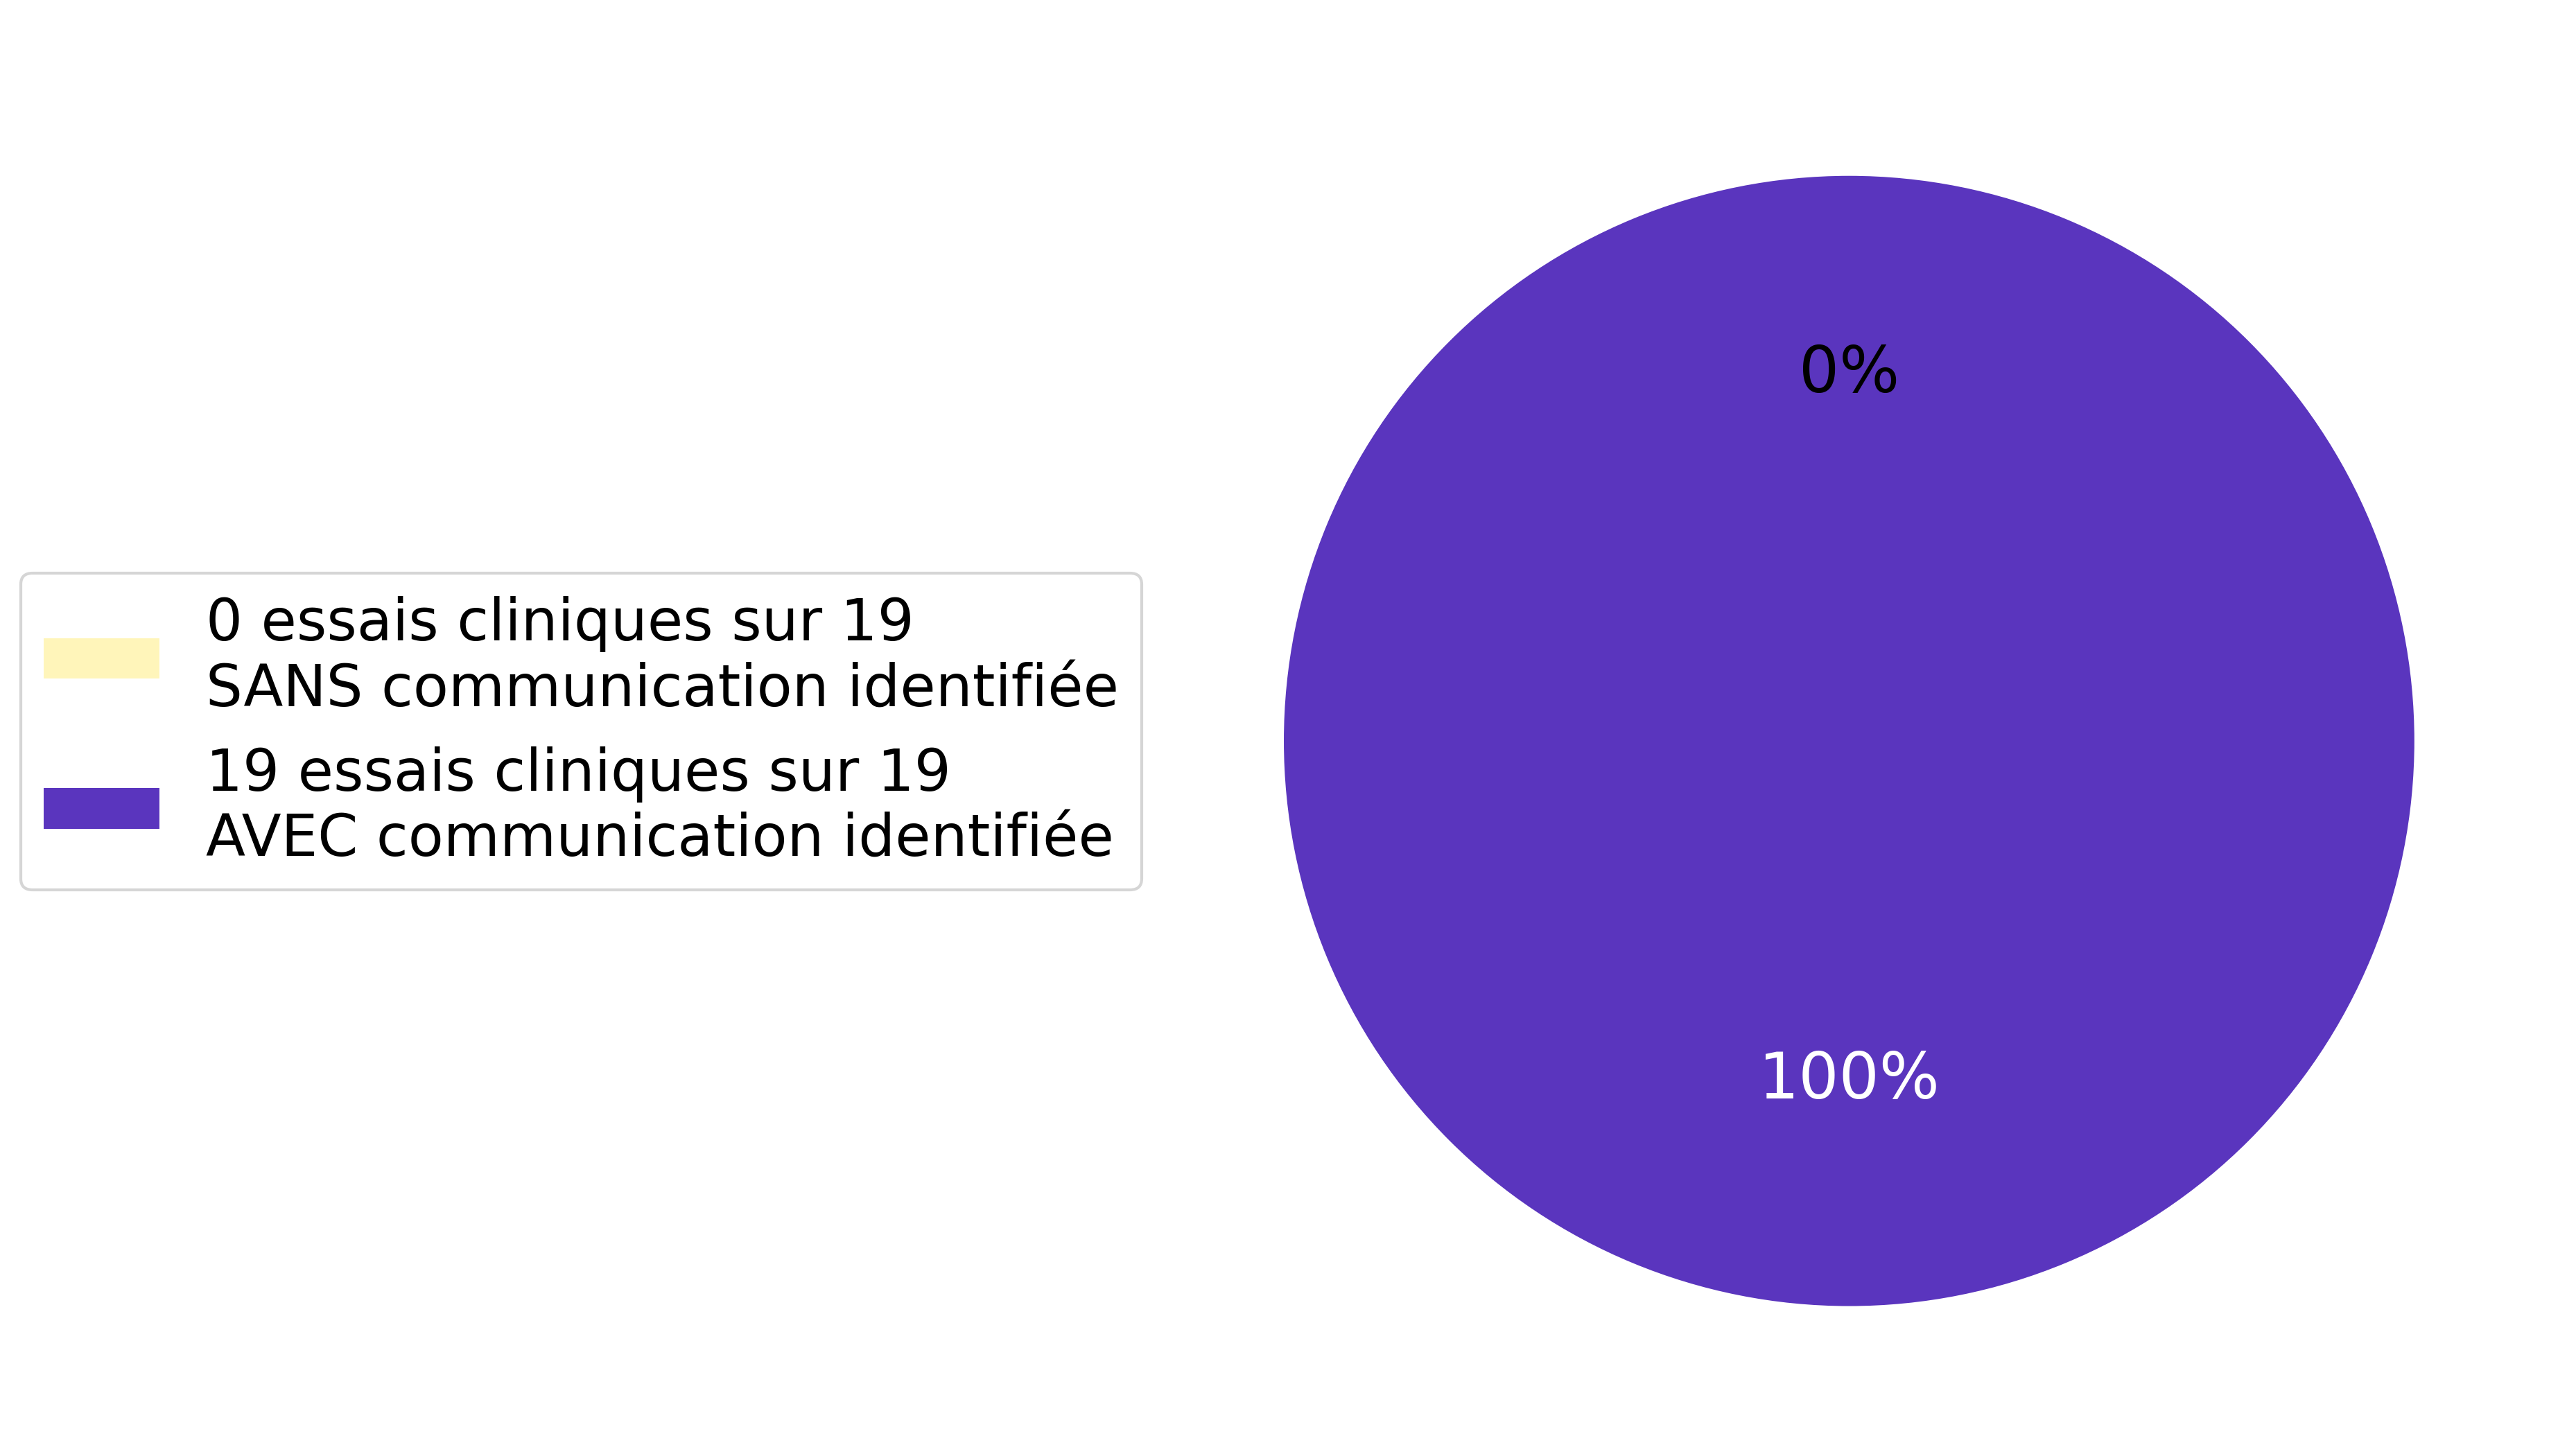 0 essais cliniques sur 19
SANS communication identifiée
19 essais cliniques sur 19
AVEC communication identifiée
0%
100%